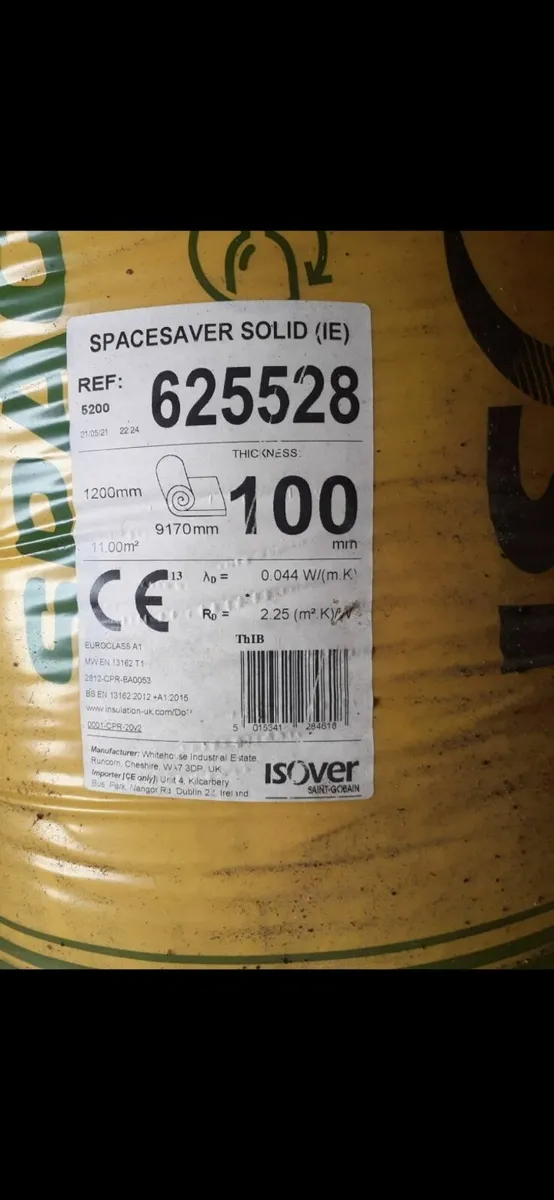 SPACESAVER SOLID (IE)
REF:
5200
625528
21/05/21 22:24
THICKNESS:
1200mm
9170mm
100
mm
11.00m²
CE 13
λD = 0.044 W/(m.K)
RD = 2.25 (m².K)/W
EUROCLASS A1
ThIB
MW EN 13162 T1
2812-CPR-BA0053
BS EN 13162:2012 +A1:2015
www.insulation-uk.com/Do
0001-CPR-20v2
5 015341 284618
Manufacturer: Whitehouse Industrial Estate,
Runcorn, Cheshire, WA7 3DP, UK
Importer [CE only]: Unit 4, Kilcarbery
Bus. Park, Nangor Rd, Dublin 22, Ireland
isover
SAINT-GOBAIN